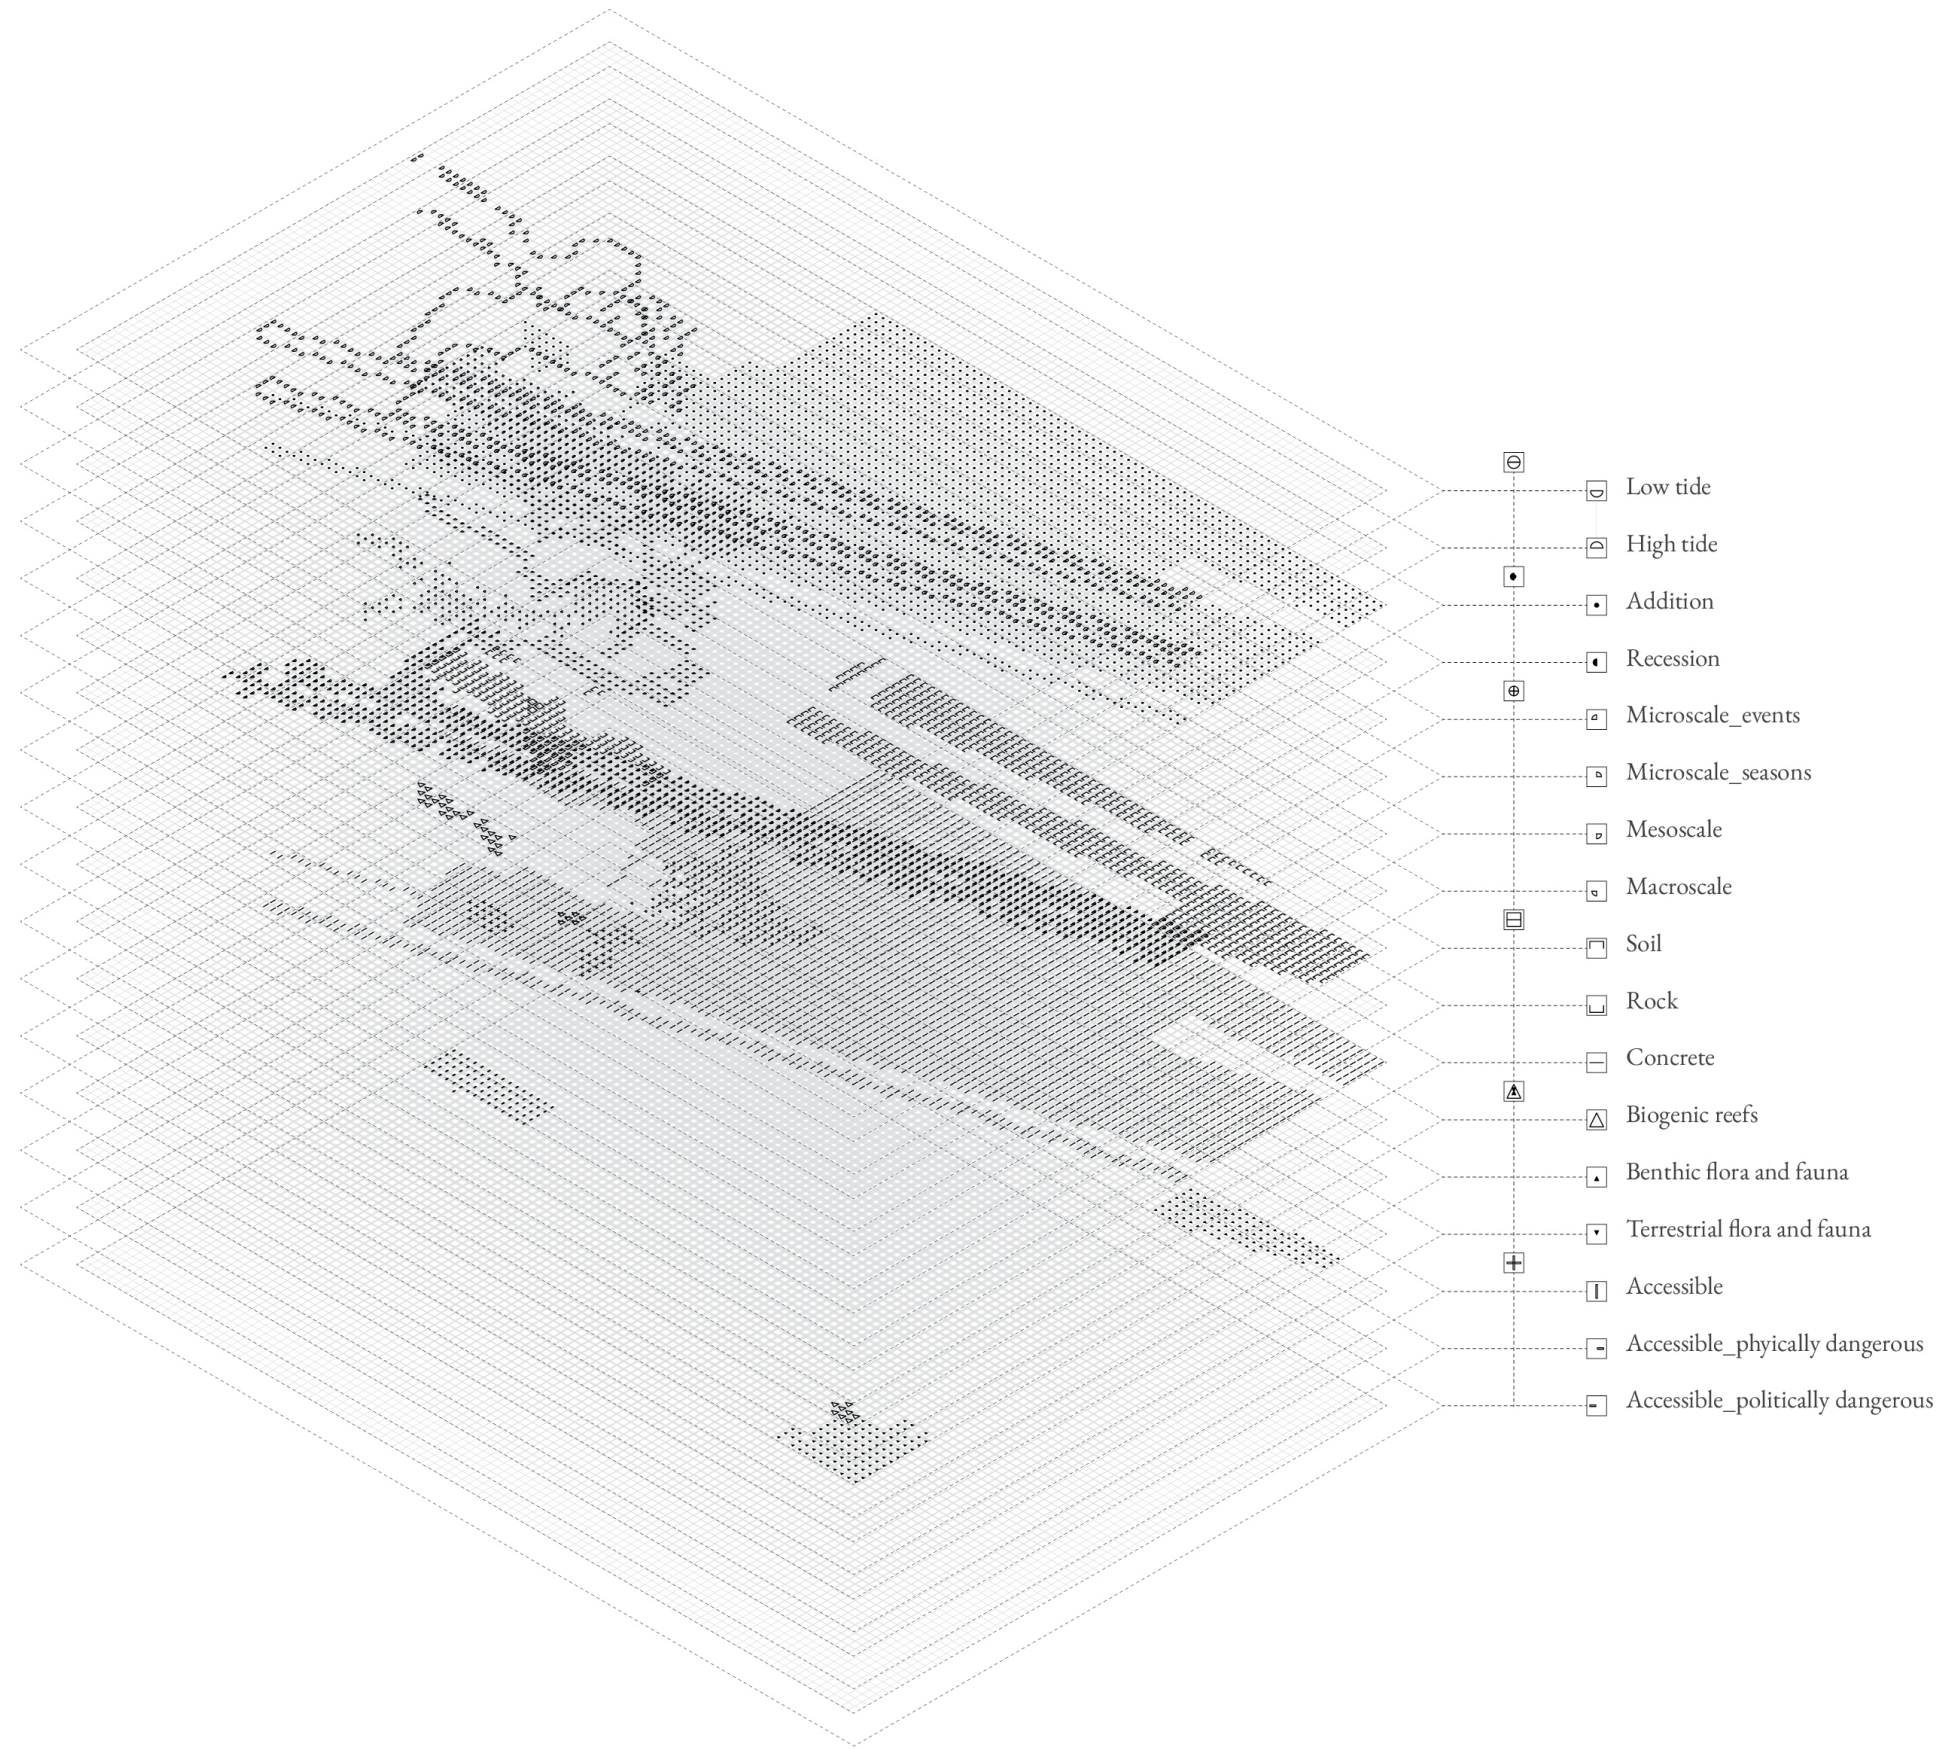 Low tide
High tide
Addition
Recession
Microscale_events
Microscale_seasons
Mesoscale
Macroscale
Soil
Rock
Concrete
Biogenic reefs
Benthic flora and fauna
Terrestrial flora and fauna
Accessible
Accessible_phyically dangerous
Accessible_politically dangerous